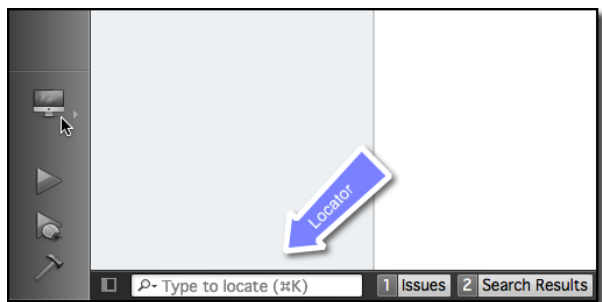 Locator
Type to locate (⌘K)
1 Issues 2 Search Results